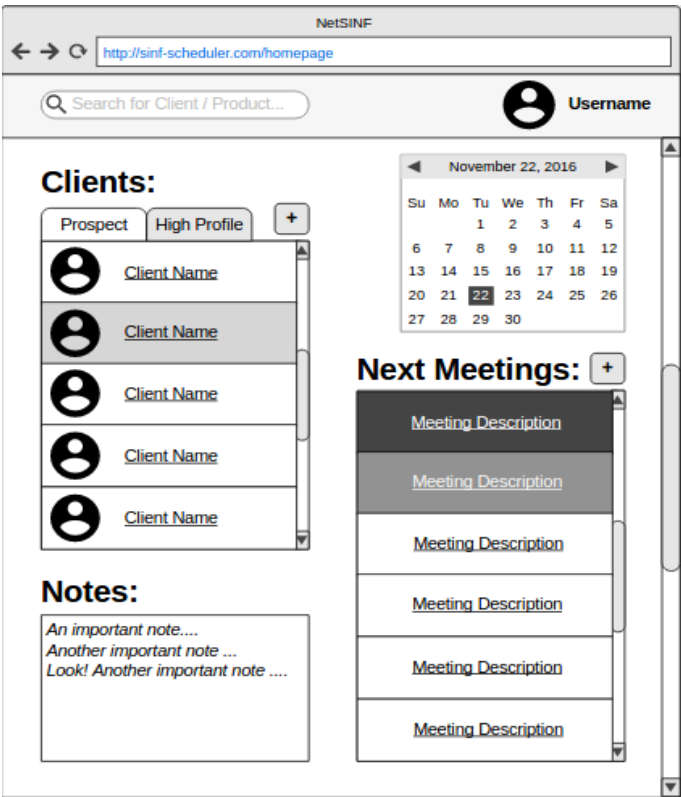 NetSINF
http://sinf-scheduler.com/homepage
Search for Client / Product...
Username
Clients:
Prospect
High Profile
+
Client Name
Client Name
Client Name
Client Name
Client Name
Notes:
An important note....
Another important note ...
Look! Another important note ....
November 22, 2016
Su Mo Tu We Th Fr Sa
1 2 3 4 5
6 7 8 9 10 11 12
13 14 15 16 17 18 19
20 21 22 23 24 25 26
27 28 29 30
Next Meetings:
+
Meeting Description
Meeting Description
Meeting Description
Meeting Description
Meeting Description
Meeting Description